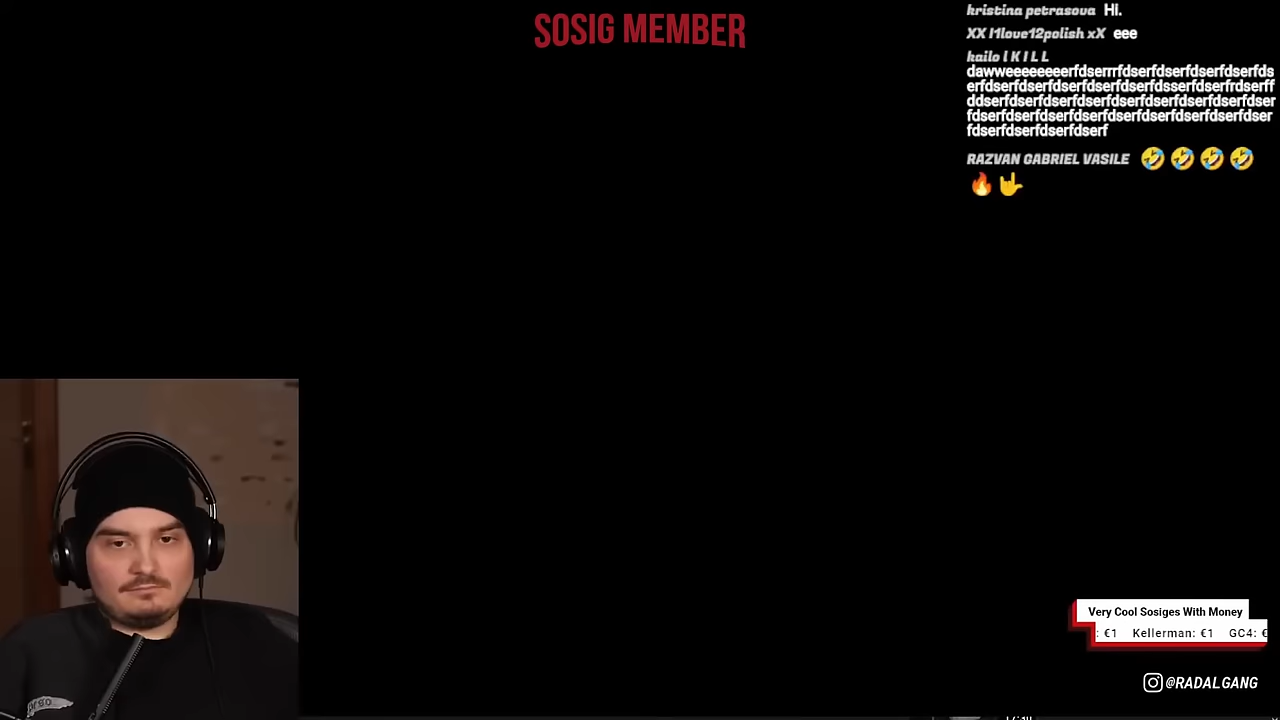 SOSIG MEMBER
kristina petrasova Hi.
XX I1love12polish xX eee
kailo l K I L L
dawweeeeeeeerfdserrrfdserfdserfdserfdserfds
erfdserfdserfdserfdserfdserfdsserfdserfrdserff
ddserfdserfdserfdserfdserfdserfdserfdserfdser
fdserfdserfdserfdserfdserfdserfdserfdserfdser
fdserfdserfdserfdserf
RAZVAN GABRIEL VASILE 🤣🤣🤣🤣
🔥🤟
Very Cool Sosiges With Money
: €1 Kellerman: €1 GC4: €
@RADALGANG